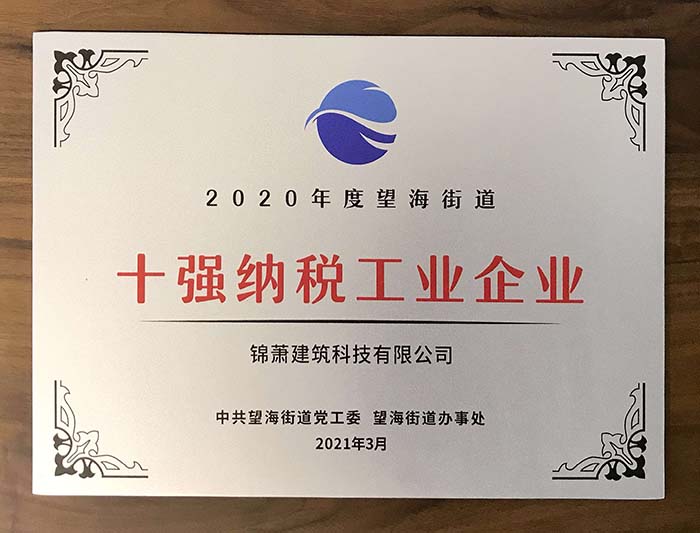 2020年度望海街道
十强纳税工业企业
锦萧建筑科技有限公司
中共望海街道党工委 望海街道办事处
2021年3月